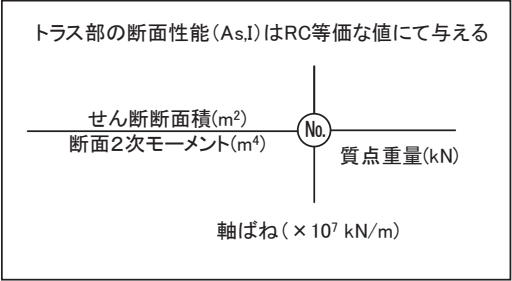 トラス部の断面性能(As,I)はRC等価な値にて与える
せん断断面積(m²)
No.
断面2次モーメント(m⁴)
質点重量(kN)
軸ばね(×10⁷ kN/m)